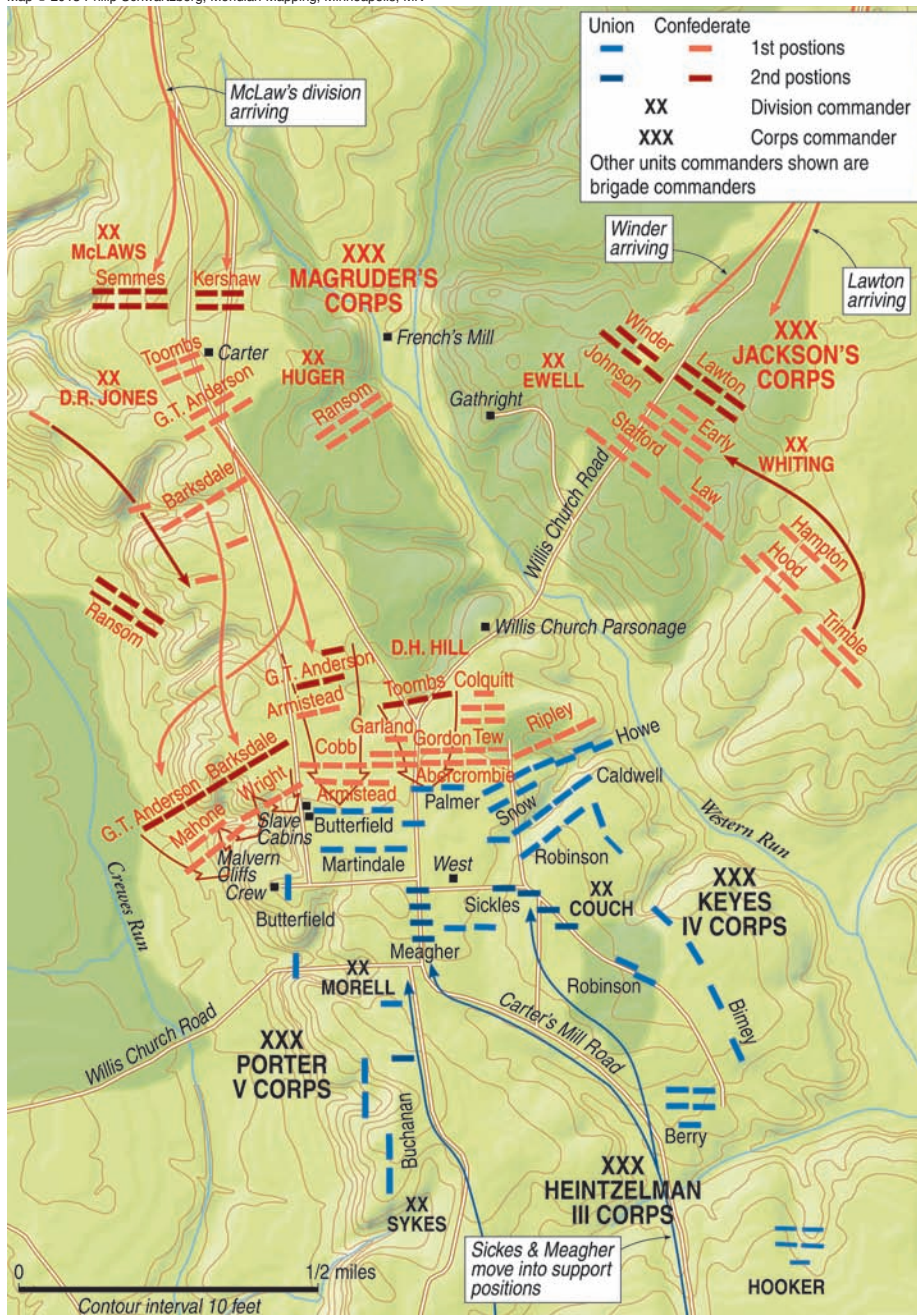 Union Confederate
1st postions
2nd postions
XX Division commander
XXX Corps commander
Other units commanders shown are
brigade commanders
McLaw's division
arriving
Winder
arriving
Lawton
arriving
XX
McLAWS
Semmes
Kershaw
XXX
MAGRUDER'S
CORPS
French's Mill
Toombs
Carter
XX
D.R. JONES
G.T. Anderson
XX
HUGER
Ransom
XX
EWELL
Gathright
Winder
Johnson
Lawton
XXX
JACKSON'S
CORPS
Stafford
Early
XX
WHITING
Law
Hampton
Hood
Trimble
Barksdale
Willis Church Road
Ransom
Willis Church Parsonage
D.H. HILL
G.T. Anderson
Armistead
Toombs
Colquitt
Garland
Cobb
Gordon
Tew
Ripley
Abercrombie
Howe
G.T. Anderson
Barksdale
Mahone
Wright
Armistead
Palmer
Snow
Caldwell
Slave
Cabins
Butterfield
Malvern
Cliffs
Martindale
West
Robinson
Western Run
Crewes Run
Crew
Butterfield
Sickles
XX
COUCH
XXX
KEYES
IV CORPS
Meagher
XX
MORELL
Robinson
Birney
Carter's Mill Road
Willis Church Road
XXX
PORTER
V CORPS
Buchanan
Berry
XX
SYKES
XXX
HEINTZELMAN
III CORPS
Sickes & Meagher
move into support
positions
HOOKER
0 1/2 miles
Contour interval 10 feet